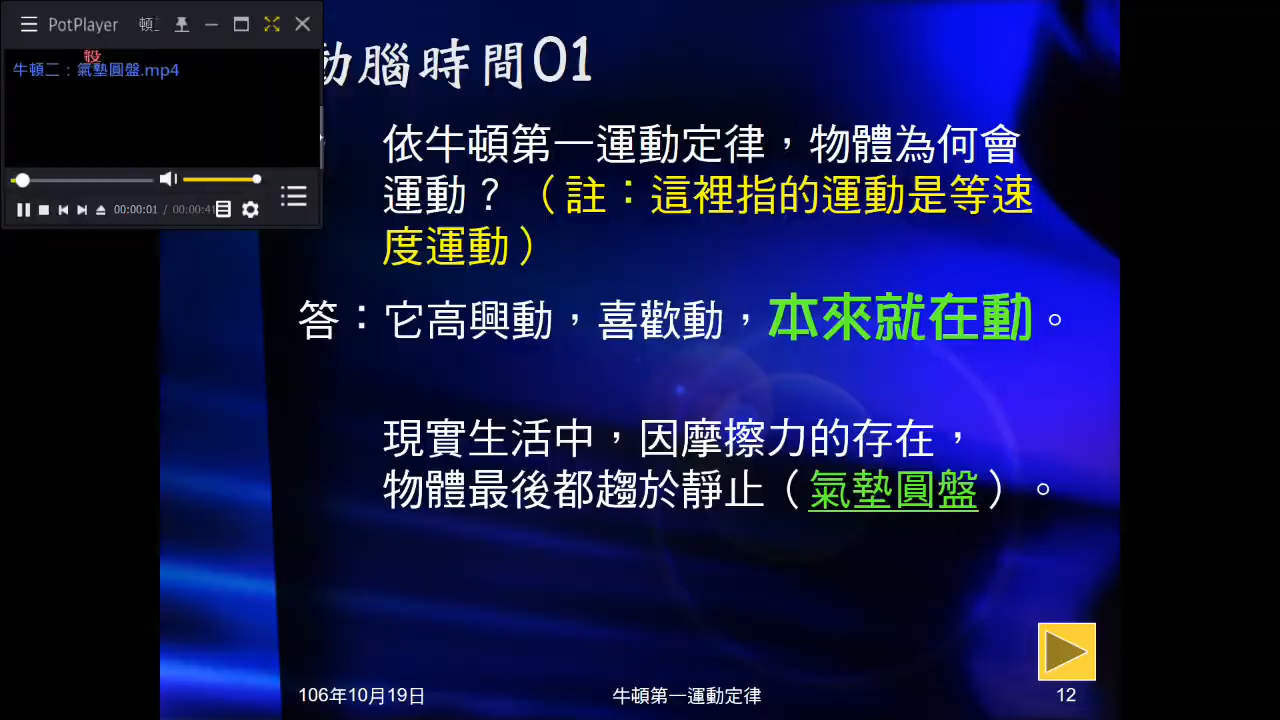 PotPlayer
牛頓二：氣墊圓盤.mp4
00:00:01 / 00:00:41
動腦時間01
依牛頓第一運動定律，物體為何會
運動？（註：這裡指的運動是等速
度運動）
答：它高興動，喜歡動，本來就在動。
現實生活中，因摩擦力的存在，
物體最後都趨於靜止（氣墊圓盤）。
106年10月19日
牛頓第一運動定律
12